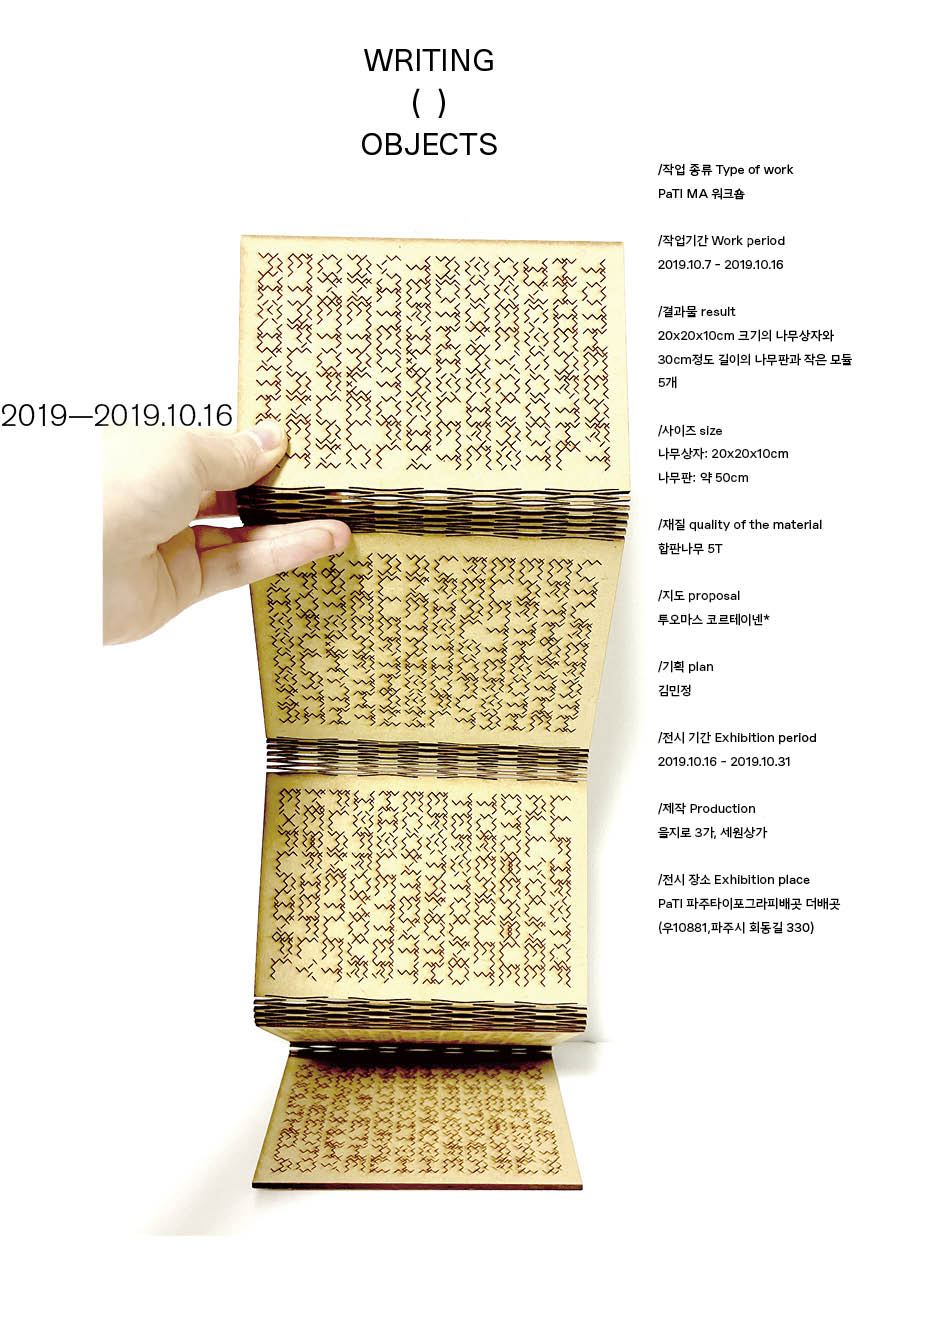 WRITING
( )
OBJECTS
/작업 종류 Type of work
PaTI MA 워크숍
/작업기간 Work period
2019.10.7 - 2019.10.16
/결과물 result
20x20x10cm 크기의 나무상자와
30cm정도 길이의 나무판과 작은 모듈
5개
2019—2019.10.16
/사이즈 size
나무상자: 20x20x10cm
나무판: 약 50cm
/재질 quality of the material
합판나무 5T
/지도 proposal
투오마스 코르테이넨*
/기획 plan
김민정
/전시 기간 Exhibition period
2019.10.16 - 2019.10.31
/제작 Production
을지로 3가, 세원상가
/전시 장소 Exhibition place
PaTI 파주타이포그라피배곳 더배곳
(우10881,파주시 회동길 330)